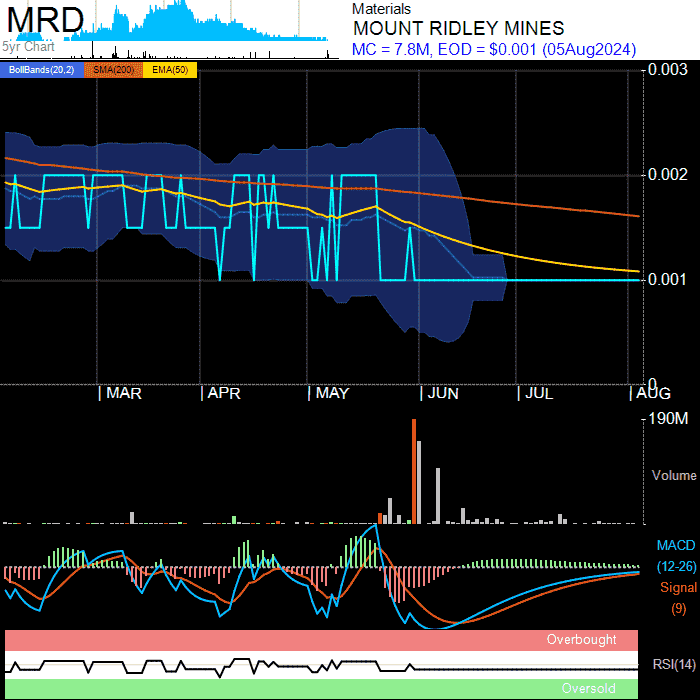 MRD
5yr Chart
Materials
MOUNT RIDLEY MINES
MC = 7.8M, EOD = $0.001 (05Aug2024)
BollBands(20,2) SMA(200) EMA(50)
0.003
0.002
0.001
0
MAR APR MAY JUN JUL AUG
190M
Volume
MACD
(12-26)
Signal
(9)
Overbought
RSI(14)
Oversold